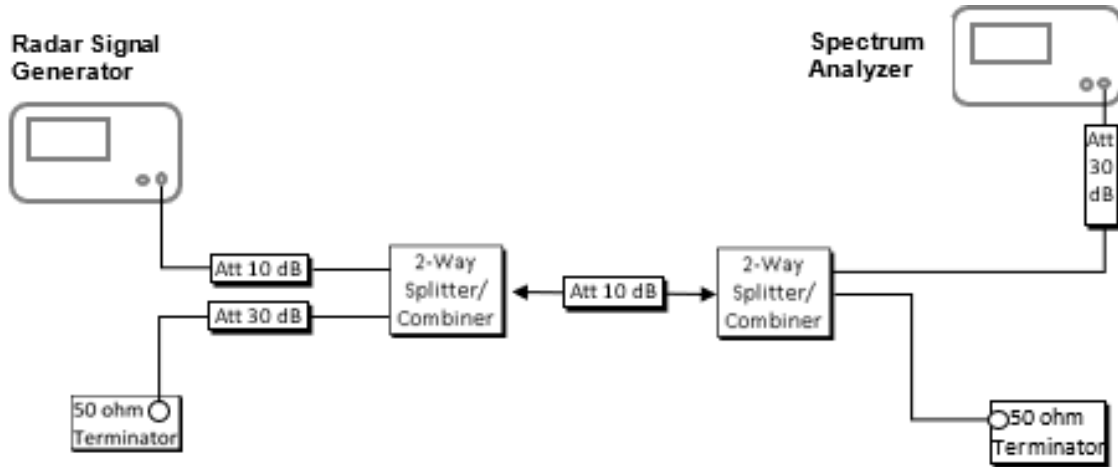 Radar Signal
Generator
Spectrum
Analyzer
Att
30
dB
Att 10 dB
2-Way
Splitter/
Combiner
Att 10 dB
2-Way
Splitter/
Combiner
Att 30 dB
50 ohm
Terminator
50 ohm
Terminator